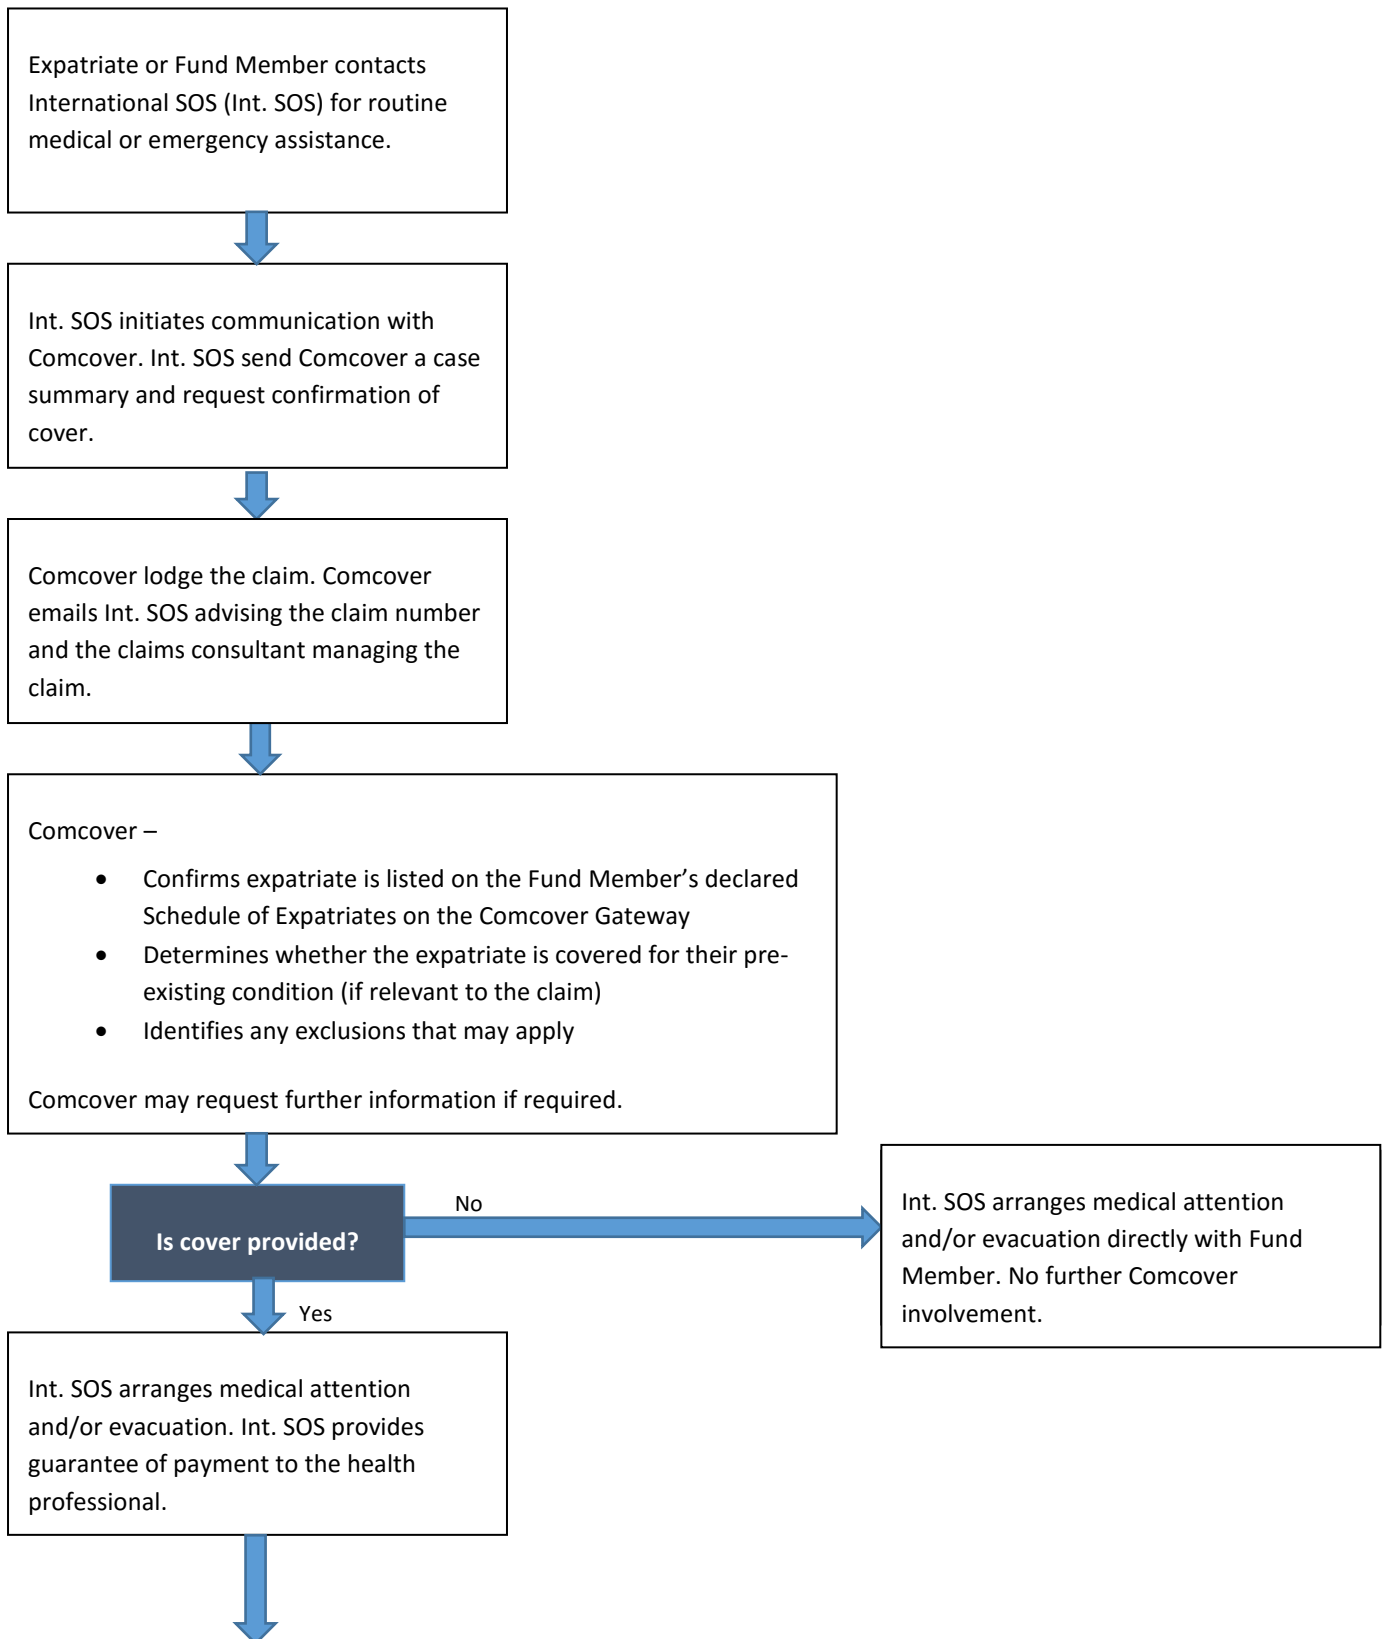 Expatriate or Fund Member contacts
International SOS (Int. SOS) for routine
medical or emergency assistance.
Int. SOS initiates communication with
Comcover. Int. SOS send Comcover a case
summary and request confirmation of
cover.
Comcover lodge the claim. Comcover
emails Int. SOS advising the claim number
and the claims consultant managing the
claim.
Comcover –
• Confirms expatriate is listed on the Fund Member’s declared
Schedule of Expatriates on the Comcover Gateway
• Determines whether the expatriate is covered for their pre-
existing condition (if relevant to the claim)
• Identifies any exclusions that may apply
Comcover may request further information if required.
Is cover provided?
No
Int. SOS arranges medical attention
and/or evacuation directly with Fund
Member. No further Comcover
involvement.
Yes
Int. SOS arranges medical attention
and/or evacuation. Int. SOS provides
guarantee of payment to the health
professional.